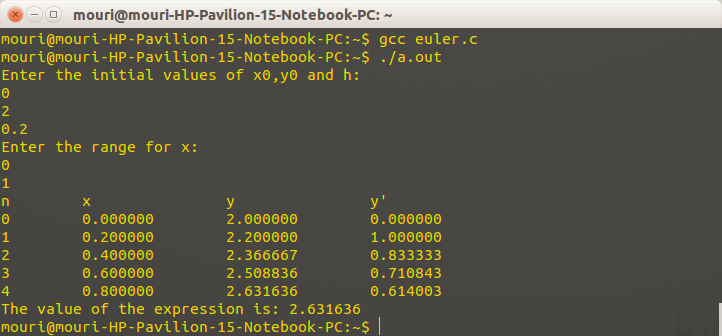 mouri@mouri-HP-Pavilion-15-Notebook-PC: ~
mouri@mouri-HP-Pavilion-15-Notebook-PC:~$ gcc euler.c
mouri@mouri-HP-Pavilion-15-Notebook-PC:~$ ./a.out
Enter the initial values of x0,y0 and h:
0
2
0.2
Enter the range for x:
0
1
n x y y'
0 0.000000 2.000000 0.000000
1 0.200000 2.200000 1.000000
2 0.400000 2.366667 0.833333
3 0.600000 2.508836 0.710843
4 0.800000 2.631636 0.614003
The value of the expression is: 2.631636
mouri@mouri-HP-Pavilion-15-Notebook-PC:~$